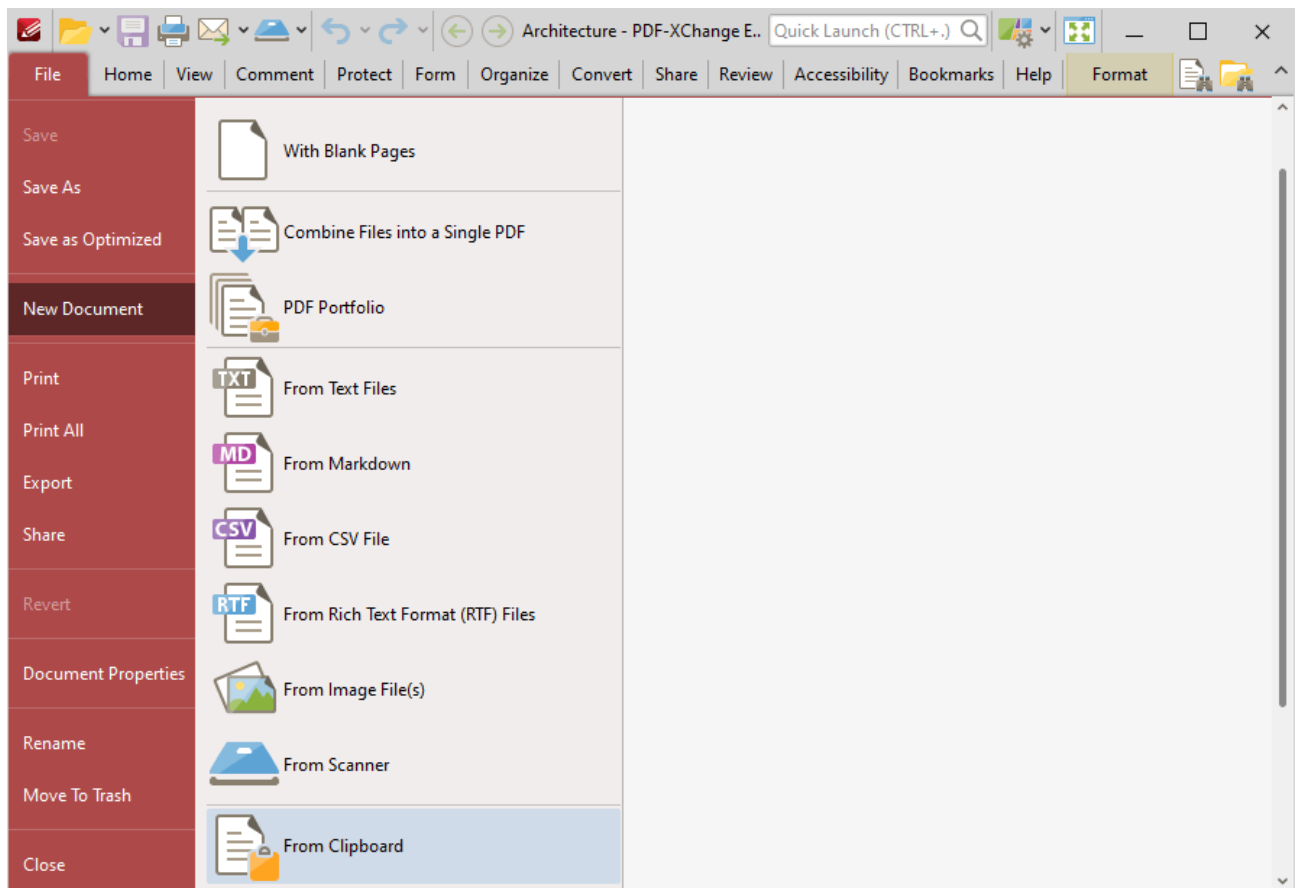 Architecture - PDF-XChange E.. Quick Launch (CTRL+.)
File Home View Comment Protect Form Organize Convert Share Review Accessibility Bookmarks Help Format
Save
Save As
Save as Optimized
New Document
Print
Print All
Export
Share
Revert
Document Properties
Rename
Move To Trash
Close
With Blank Pages
Combine Files into a Single PDF
PDF Portfolio
TXT From Text Files
MD From Markdown
CSV From CSV File
RTF From Rich Text Format (RTF) Files
From Image File(s)
From Scanner
From Clipboard